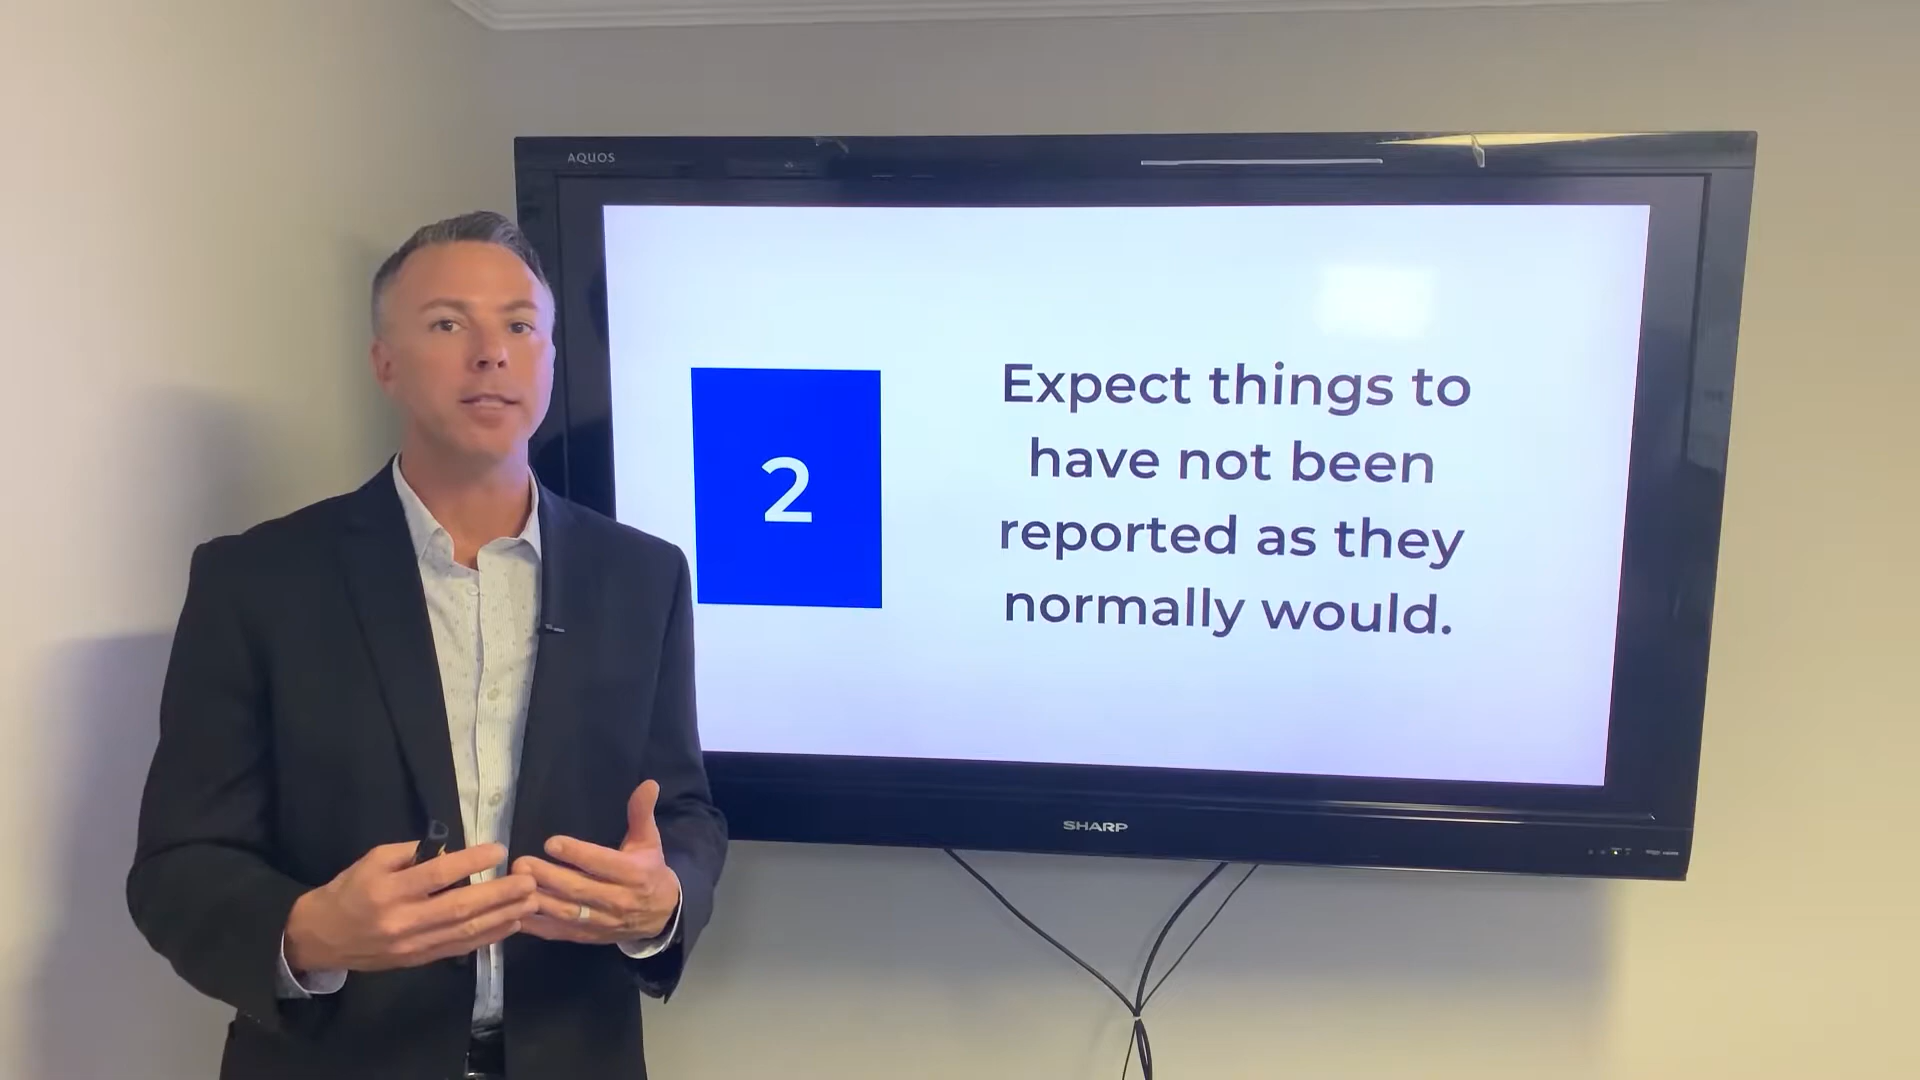 AQUOS
2
Expect things to
have not been
reported as they
normally would.
SHARP